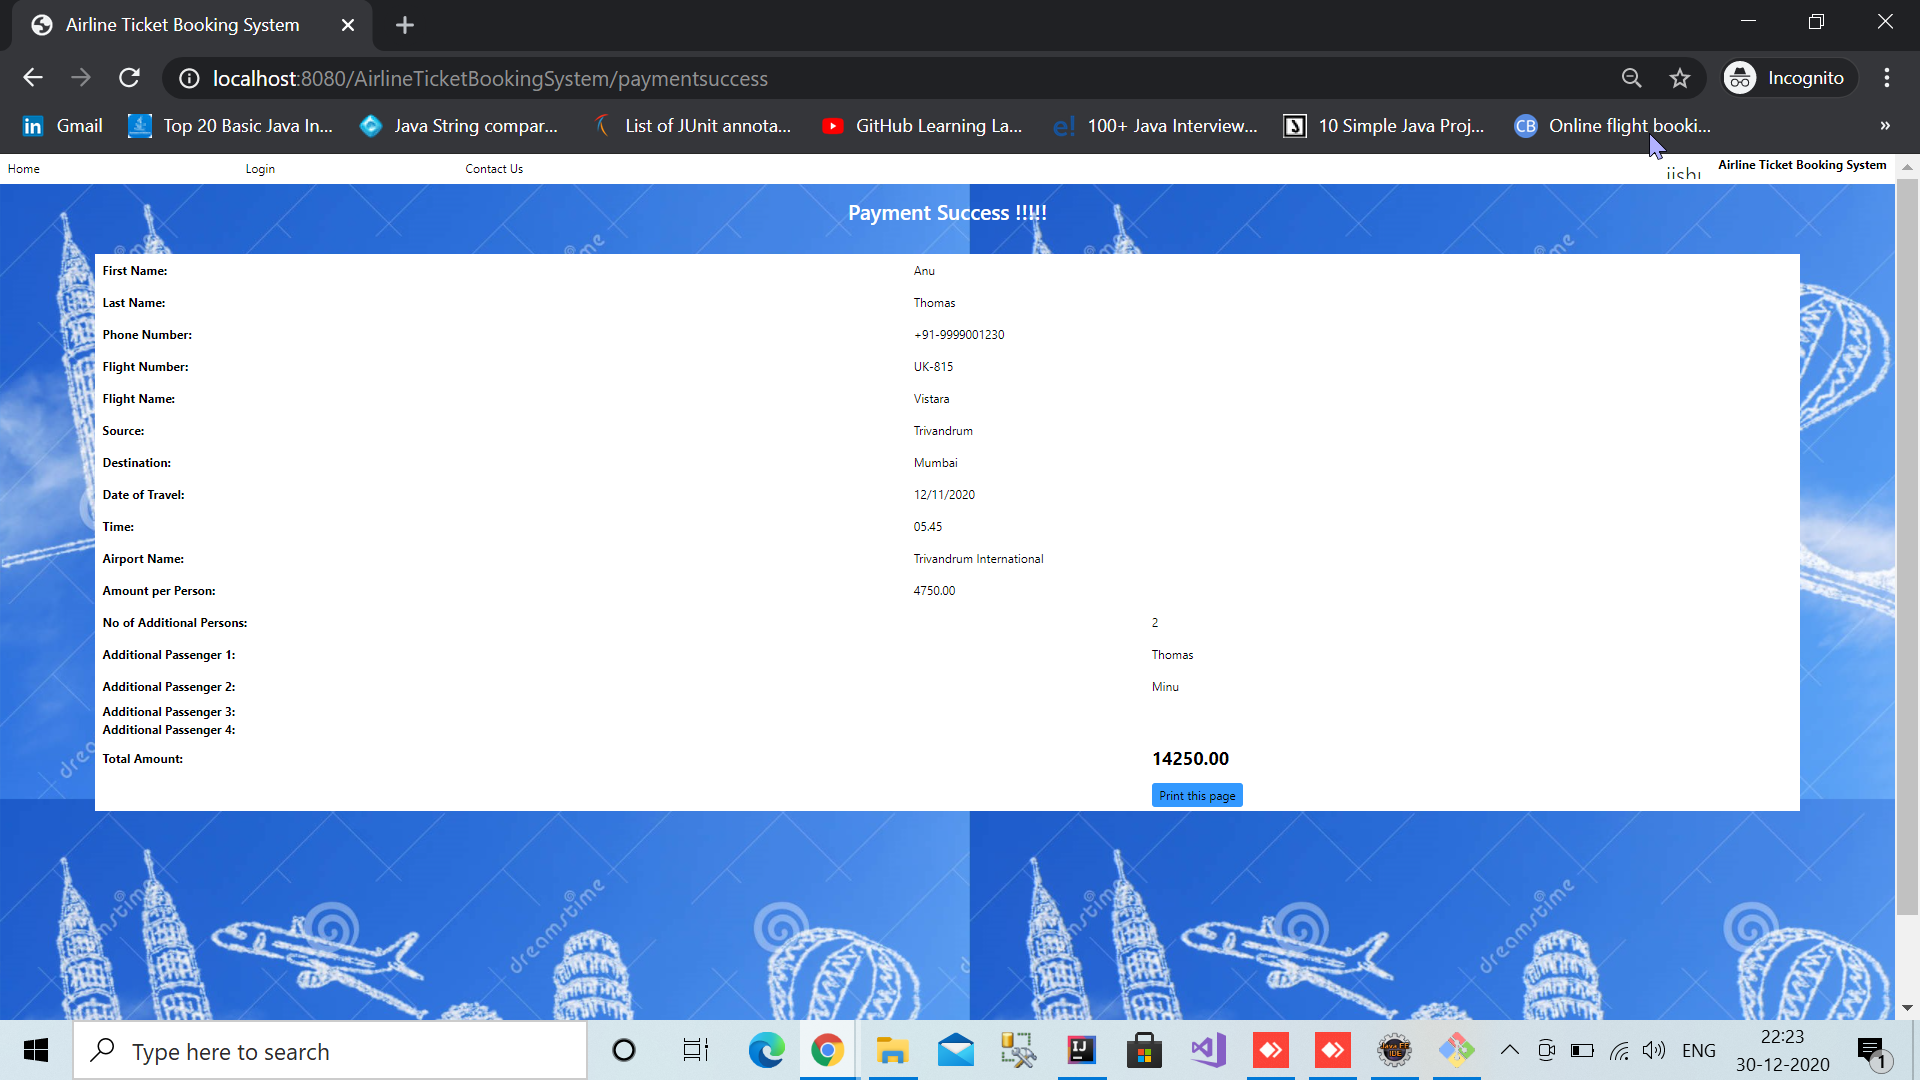 Airline Ticket Booking System
localhost:8080/AirlineTicketBookingSystem/paymentsuccess
Incognito
Gmail
Top 20 Basic Java In...
Java String compar...
List of JUnit annota...
GitHub Learning La...
100+ Java Interview...
10 Simple Java Proj...
CB Online flight booki...
»
Home Login Contact Us
Airline Ticket Booking System
Payment Success !!!!!
First Name: Anu
Last Name: Thomas
Phone Number: +91-9999001230
Flight Number: UK-815
Flight Name: Vistara
Source: Trivandrum
Destination: Mumbai
Date of Travel: 12/11/2020
Time: 05.45
Airport Name: Trivandrum International
Amount per Person: 4750.00
No of Additional Persons: 2
Additional Passenger 1: Thomas
Additional Passenger 2: Minu
Additional Passenger 3:
Additional Passenger 4:
Total Amount: 14250.00
Print this page
dreamstime
dreamstime
dreamstime
Type here to search
ENG
22:23
30-12-2020
1